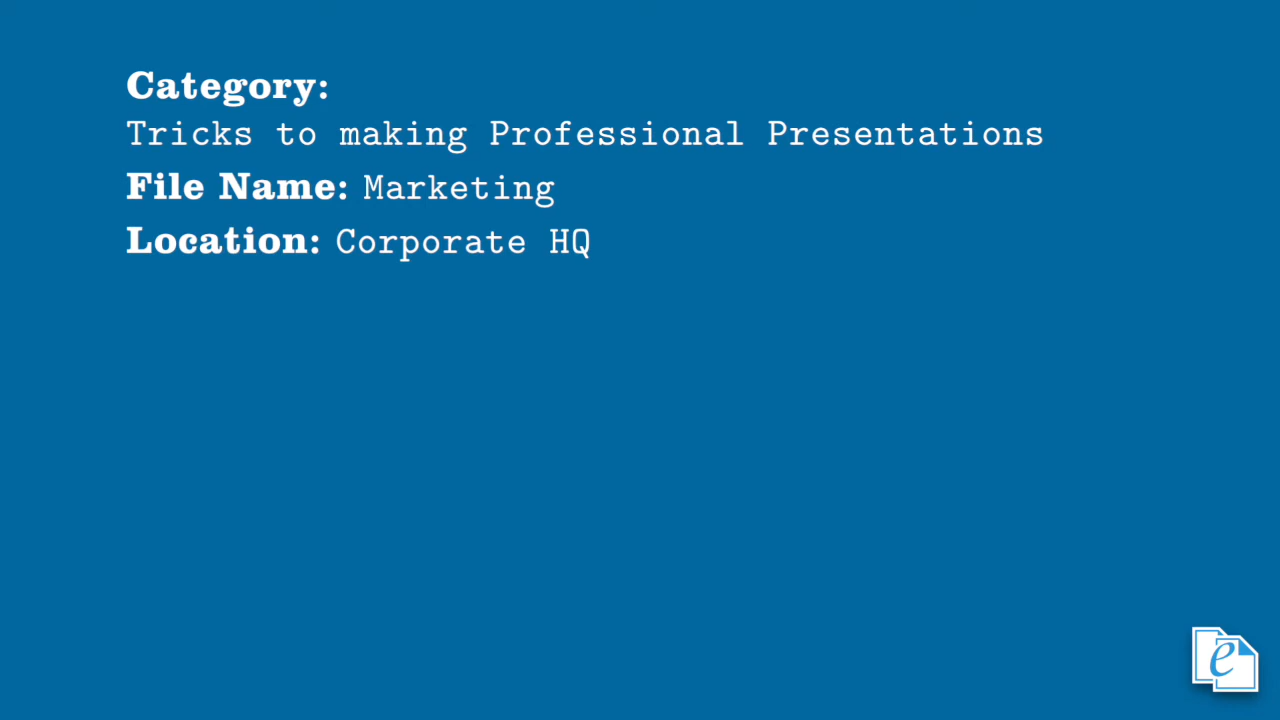 Category:
Tricks to making Professional Presentations
File Name: Marketing
Location: Corporate HQ
e